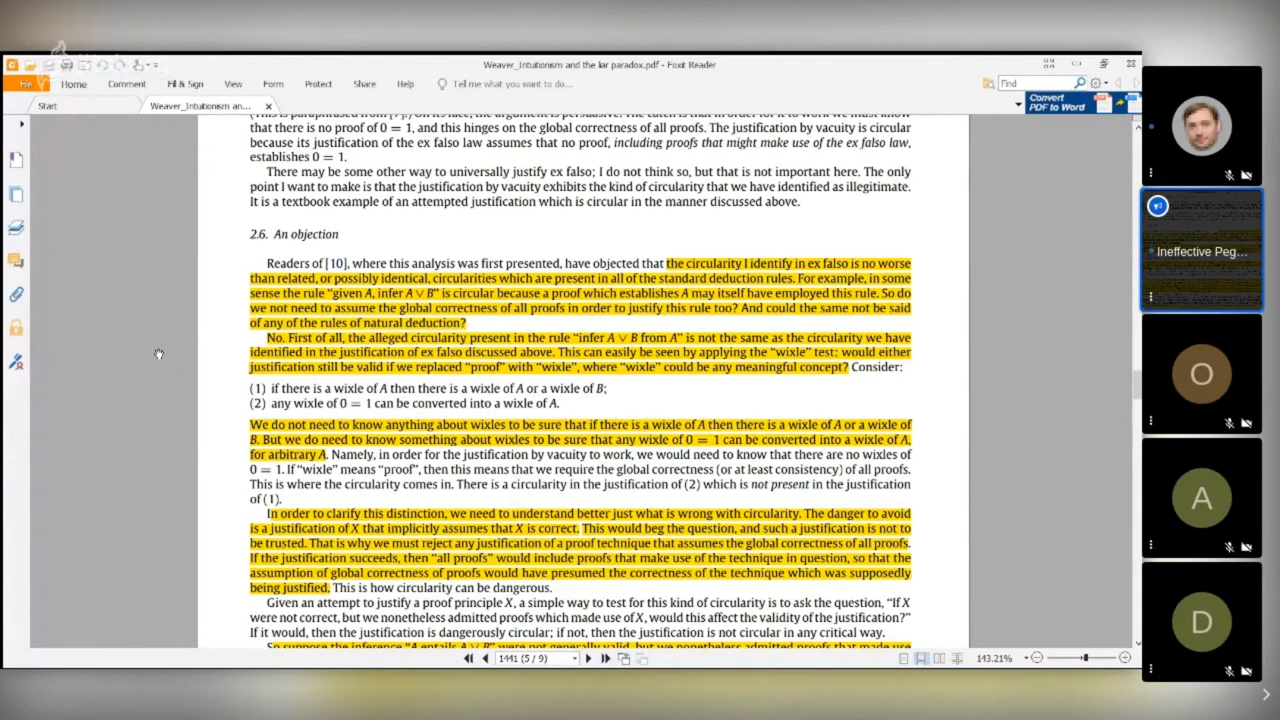 Weaver_Intuitionism and the liar paradox.pdf - Foxit Reader
File
Home
Comment
Fill & Sign
View
Form
Protect
Share
Help
Tell me what you want to do...
Find
Start
Weaver_Intuitionism an...
Convert
PDF to Word
that there is no proof of 0 = 1, and this hinges on the global correctness of all proofs. The justification by vacuity is circular
because its justification of the ex falso law assumes that no proof, including proofs that might make use of the ex falso law,
establishes 0 = 1.
There may be some other way to universally justify ex falso; I do not think so, but that is not important here. The only
point I want to make is that the justification by vacuity exhibits the kind of circularity that we have identified as illegitimate.
It is a textbook example of an attempted justification which is circular in the manner discussed above.
2.6. An objection
Readers of [10], where this analysis was first presented, have objected that the circularity I identify in ex falso is no worse
than related, or possibly identical, circularities which are present in all of the standard deduction rules. For example, in some
sense the rule “given A, infer A ∨ B” is circular because a proof which establishes A may itself have employed this rule. So do
we not need to assume the global correctness of all proofs in order to justify this rule too? And could the same not be said
of any of the rules of natural deduction?
No. First of all, the alleged circularity present in the rule “infer A ∨ B from A” is not the same as the circularity we have
identified in the justification of ex falso discussed above. This can easily be seen by applying the “wixle” test: would either
justification still be valid if we replaced “proof” with “wixle”, where “wixle” could be any meaningful concept? Consider:
(1) if there is a wixle of A then there is a wixle of A or a wixle of B;
(2) any wixle of 0 = 1 can be converted into a wixle of A.
We do not need to know anything about wixles to be sure that if there is a wixle of A then there is a wixle of A or a wixle of
B. But we do need to know something about wixles to be sure that any wixle of 0 = 1 can be converted into a wixle of A,
for arbitrary A. Namely, in order for the justification by vacuity to work, we would need to know that there are no wixles of
0 = 1. If “wixle” means “proof”, then this means that we require the global correctness (or at least consistency) of all proofs.
This is where the circularity comes in. There is a circularity in the justification of (2) which is not present in the justification
of (1).
In order to clarify this distinction, we need to understand better just what is wrong with circularity. The danger to avoid
is a justification of X that implicitly assumes that X is correct. This would beg the question, and such a justification is not to
be trusted. That is why we must reject any justification of a proof technique that assumes the global correctness of all proofs.
If the justification succeeds, then “all proofs” would include proofs that make use of the technique in question, so that the
assumption of global correctness of proofs would have presumed the correctness of the technique which was supposedly
being justified. This is how circularity can be dangerous.
Given an attempt to justify a proof principle X, a simple way to test for this kind of circularity is to ask the question, “If X
were not correct, but we nonetheless admitted proofs which made use of X, would this affect the validity of the justification?”
If it would, then the justification is dangerously circular; if not, then the justification is not circular in any critical way.
So suppose the inference “A entails A ∨ B” were not generally valid, but we nonetheless admitted proofs that made use
1441 (5 / 9)
143.21%
Ineffective Peg...
O
A
D